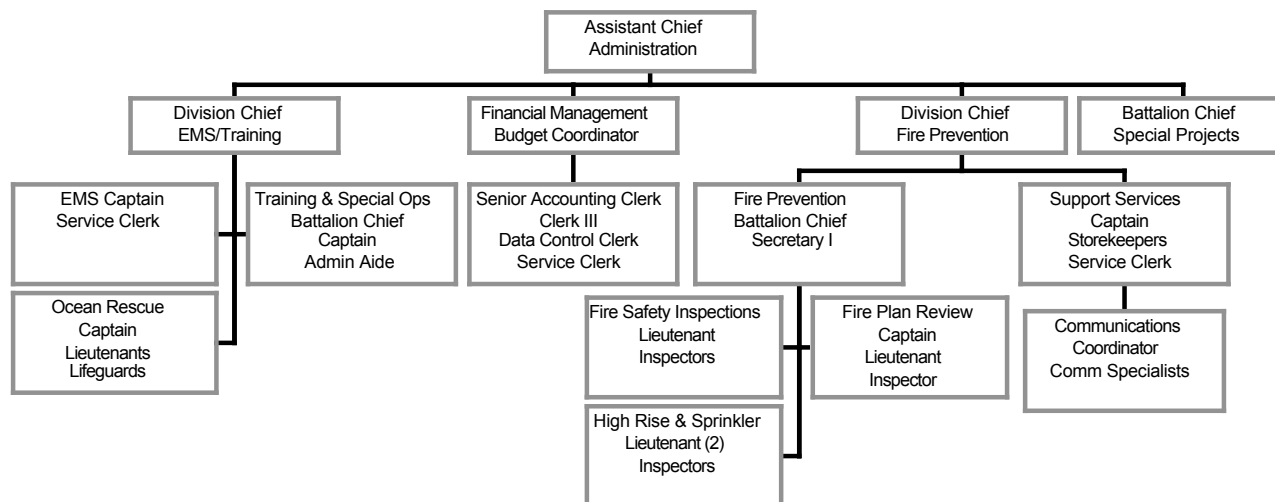 Assistant Chief
Administration
Division Chief
EMS/Training
Financial Management
Budget Coordinator
Division Chief
Fire Prevention
Battalion Chief
Special Projects
EMS Captain
Service Clerk
Training & Special Ops
Battalion Chief
Captain
Admin Aide
Senior Accounting Clerk
Clerk III
Data Control Clerk
Service Clerk
Fire Prevention
Battalion Chief
Secretary I
Support Services
Captain
Storekeepers
Service Clerk
Ocean Rescue
Captain
Lieutenants
Lifeguards
Fire Safety Inspections
Lieutenant
Inspectors
Fire Plan Review
Captain
Lieutenant
Inspector
Communications
Coordinator
Comm Specialists
High Rise & Sprinkler
Lieutenant (2)
Inspectors